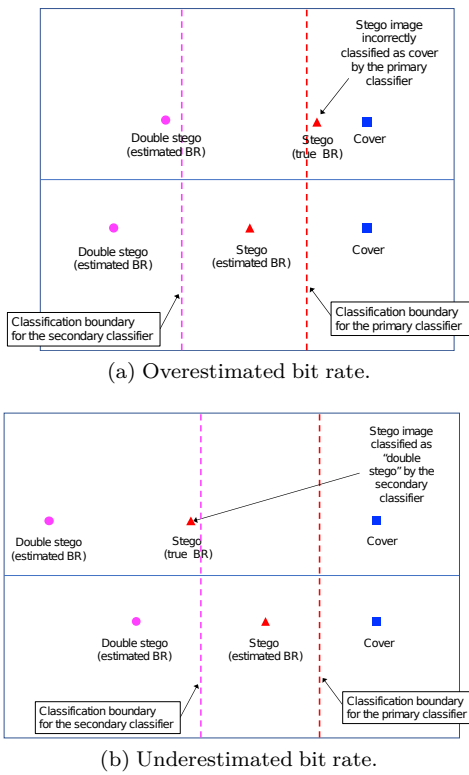 Stego image
incorrectly
classified as cover
by the primary
classifier
Double stego
(estimated BR)
Stego
(true BR)
Cover
Double stego
(estimated BR)
Stego
(estimated BR)
Cover
Classification boundary
for the secondary classifier
Classification boundary
for the primary classifier
(a) Overestimated bit rate.
Stego image
classified as
“double
stego” by the
secondary
classifier
Double stego
(estimated BR)
Stego
(true BR)
Cover
Double stego
(estimated BR)
Stego
(estimated BR)
Cover
Classification boundary
for the secondary classifier
Classification boundary
for the primary classifier
(b) Underestimated bit rate.